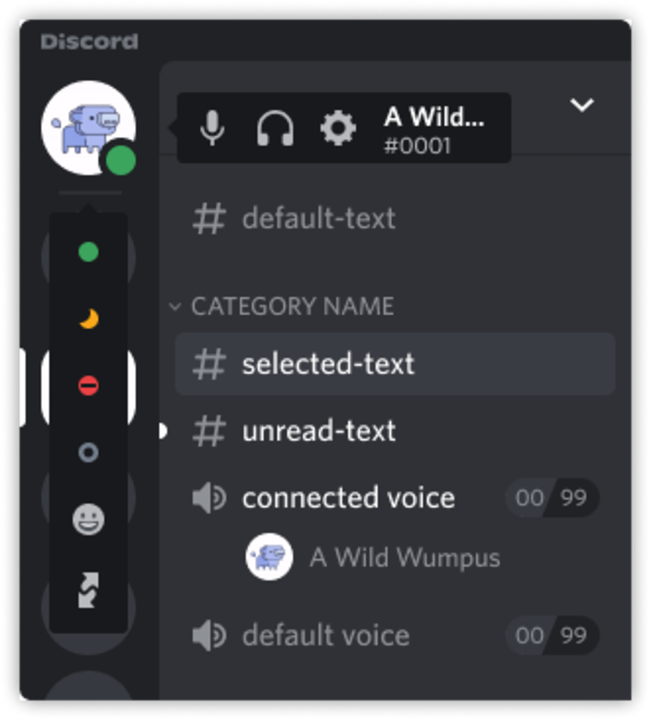 Discord
A Wild...
#0001
# default-text
CATEGORY NAME
# selected-text
# unread-text
connected voice 00 99
A Wild Wumpus
default voice 00 99